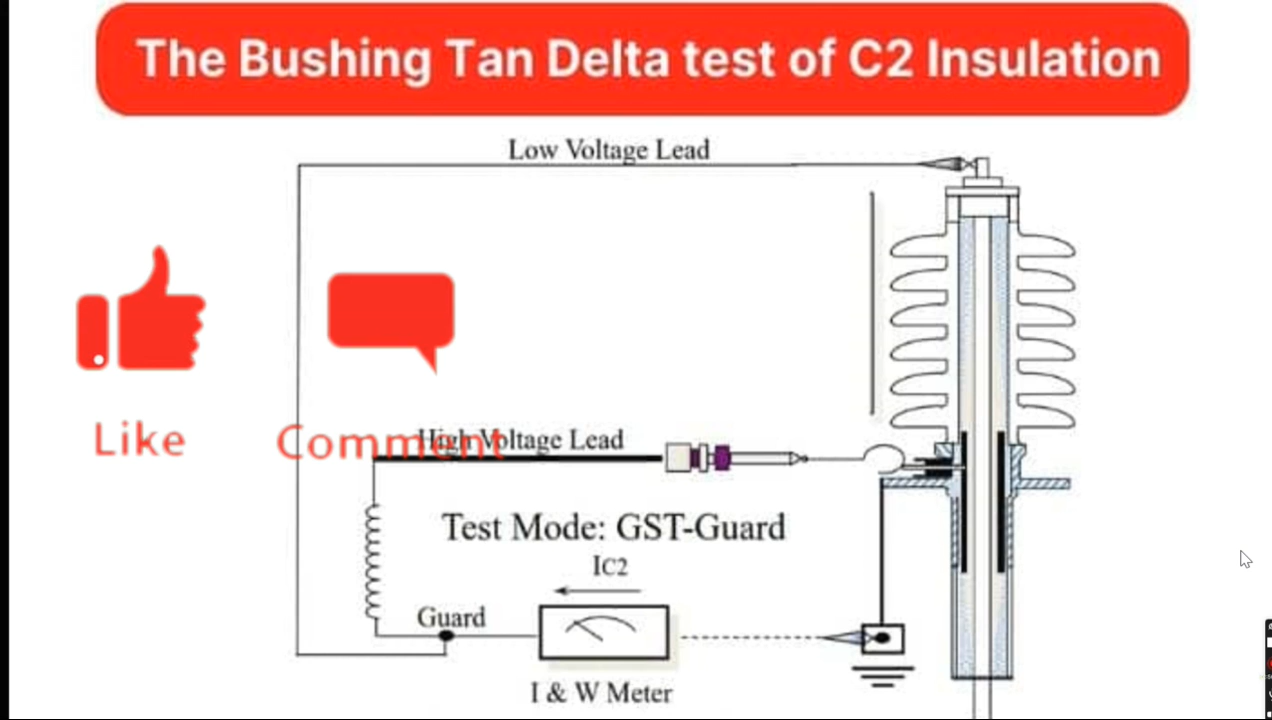 The Bushing Tan Delta test of C2 Insulation
Low Voltage Lead
Like
Comment
High Voltage Lead
Test Mode: GST-Guard
IC2
Guard
I & W Meter